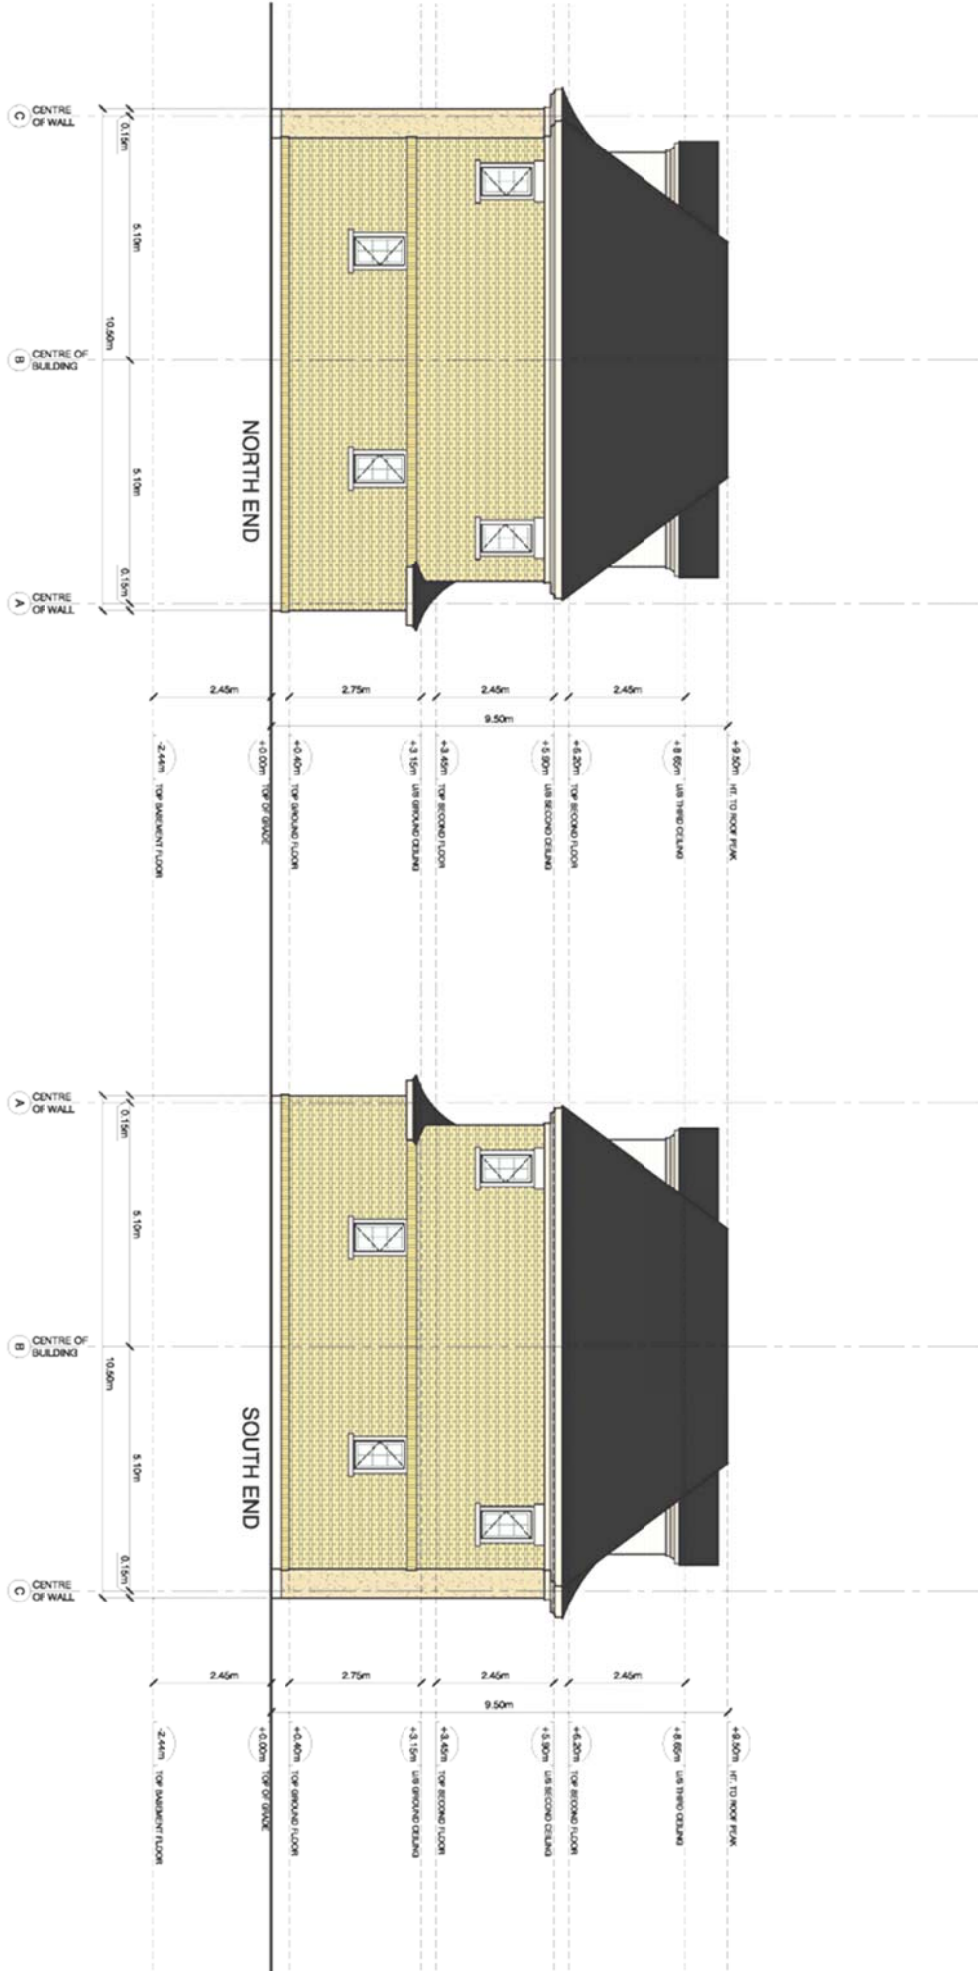 C
CENTRE
OF WALL
0.15m
5.10m
10.50m
B
CENTRE OF
BUILDING
5.10m
0.15m
A
CENTRE
OF WALL
NORTH END
2.45m
2.75m
2.45m
2.45m
9.50m
+9.50m HT. TO ROOF PEAK
+8.65m U/S THIRD CEILING
+6.20m TOP SECOND FLOOR
+5.90m U/S SECOND CEILING
+3.45m TOP SECOND FLOOR
+3.15m U/S GROUND CEILING
+0.40m TOP GROUND FLOOR
+0.00m TOP OF GRADE
-2.44m TOP BASEMENT FLOOR
A
CENTRE
OF WALL
0.15m
5.10m
B
CENTRE OF
BUILDING
10.50m
5.10m
0.15m
C
CENTRE
OF WALL
SOUTH END
2.45m
2.75m
2.45m
2.45m
9.50m
+9.50m HT. TO ROOF PEAK
+8.65m U/S THIRD CEILING
+6.20m TOP SECOND FLOOR
+5.90m U/S SECOND CEILING
+3.45m TOP SECOND FLOOR
+3.15m U/S GROUND CEILING
+0.40m TOP GROUND FLOOR
+0.00m TOP OF GRADE
-2.44m TOP BASEMENT FLOOR